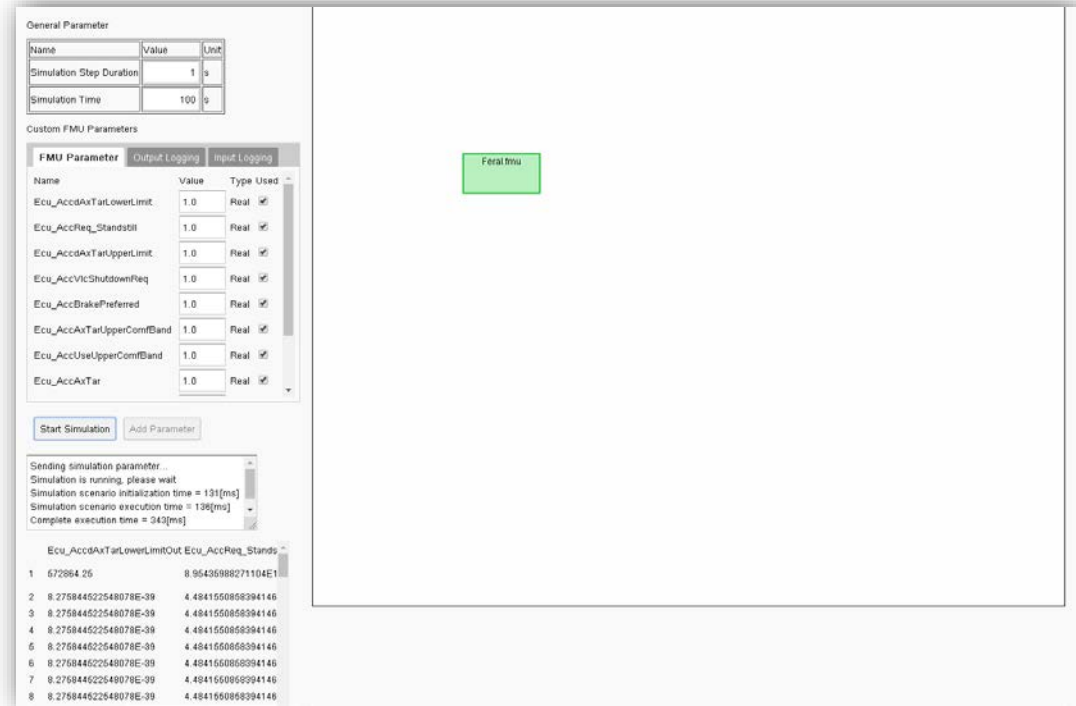 General Parameter
Name Value Unit
Simulation Step Duration 1 s
Simulation Time 100 s
Custom FMU Parameters
FMU Parameter Output Logging Input Logging
Name Value Type Used
Ecu_AccdAxTarLowerLimit 1.0 Real
Ecu_AccReq_Standstill 1.0 Real
Ecu_AccdAxTarUpperLimit 1.0 Real
Ecu_AccVlcShutdownReq 1.0 Real
Ecu_AccBrakePreferred 1.0 Real
Ecu_AccAxTarUpperComfBand 1.0 Real
Ecu_AccUseUpperComfBand 1.0 Real
Ecu_AccAxTar 1.0 Real
Start Simulation Add Parameter
Sending simulation parameter...
Simulation is running, please wait
Simulation scenario initialization time = 131[ms]
Simulation scenario execution time = 136[ms]
Complete execution time = 343[ms]
Ecu_AccdAxTarLowerLimitOut Ecu_AccReq_Stands
1 572864.25 8.95435988271104E1
2 8.275844522548078E-39 4.4841550858394146
3 8.275844522548078E-39 4.4841550858394146
4 8.275844522548078E-39 4.4841550858394146
5 8.275844522548078E-39 4.4841550858394146
6 8.275844522548078E-39 4.4841550858394146
7 8.275844522548078E-39 4.4841550858394146
8 8.275844522548078E-39 4.4841550858394146
Feral fmu